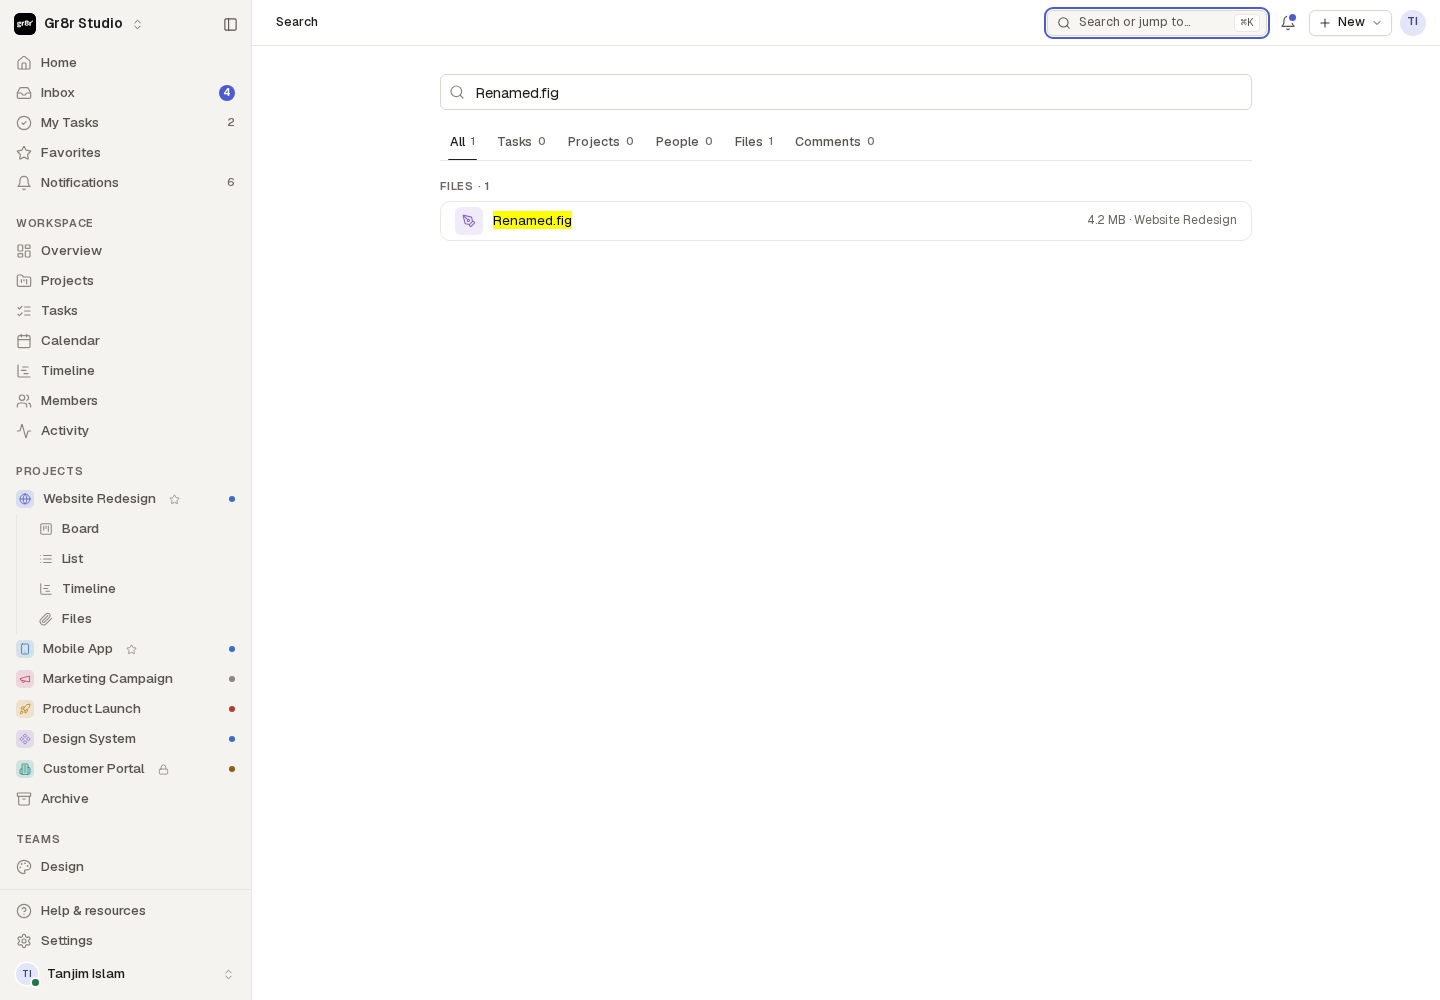 gr8r
Gr8r Studio
Home
Inbox 4
My Tasks 2
Favorites
Notifications 6
WORKSPACE
Overview
Projects
Tasks
Calendar
Timeline
Members
Activity
PROJECTS
Website Redesign
Board
List
Timeline
Files
Mobile App
Marketing Campaign
Product Launch
Design System
Customer Portal
Archive
TEAMS
Design
Help & resources
Settings
TI Tanjim Islam
Search
Search or jump to... ⌘K
New
TI
Renamed.fig
All 1 Tasks 0 Projects 0 People 0 Files 1 Comments 0
FILES · 1
Renamed.fig 4.2 MB · Website Redesign